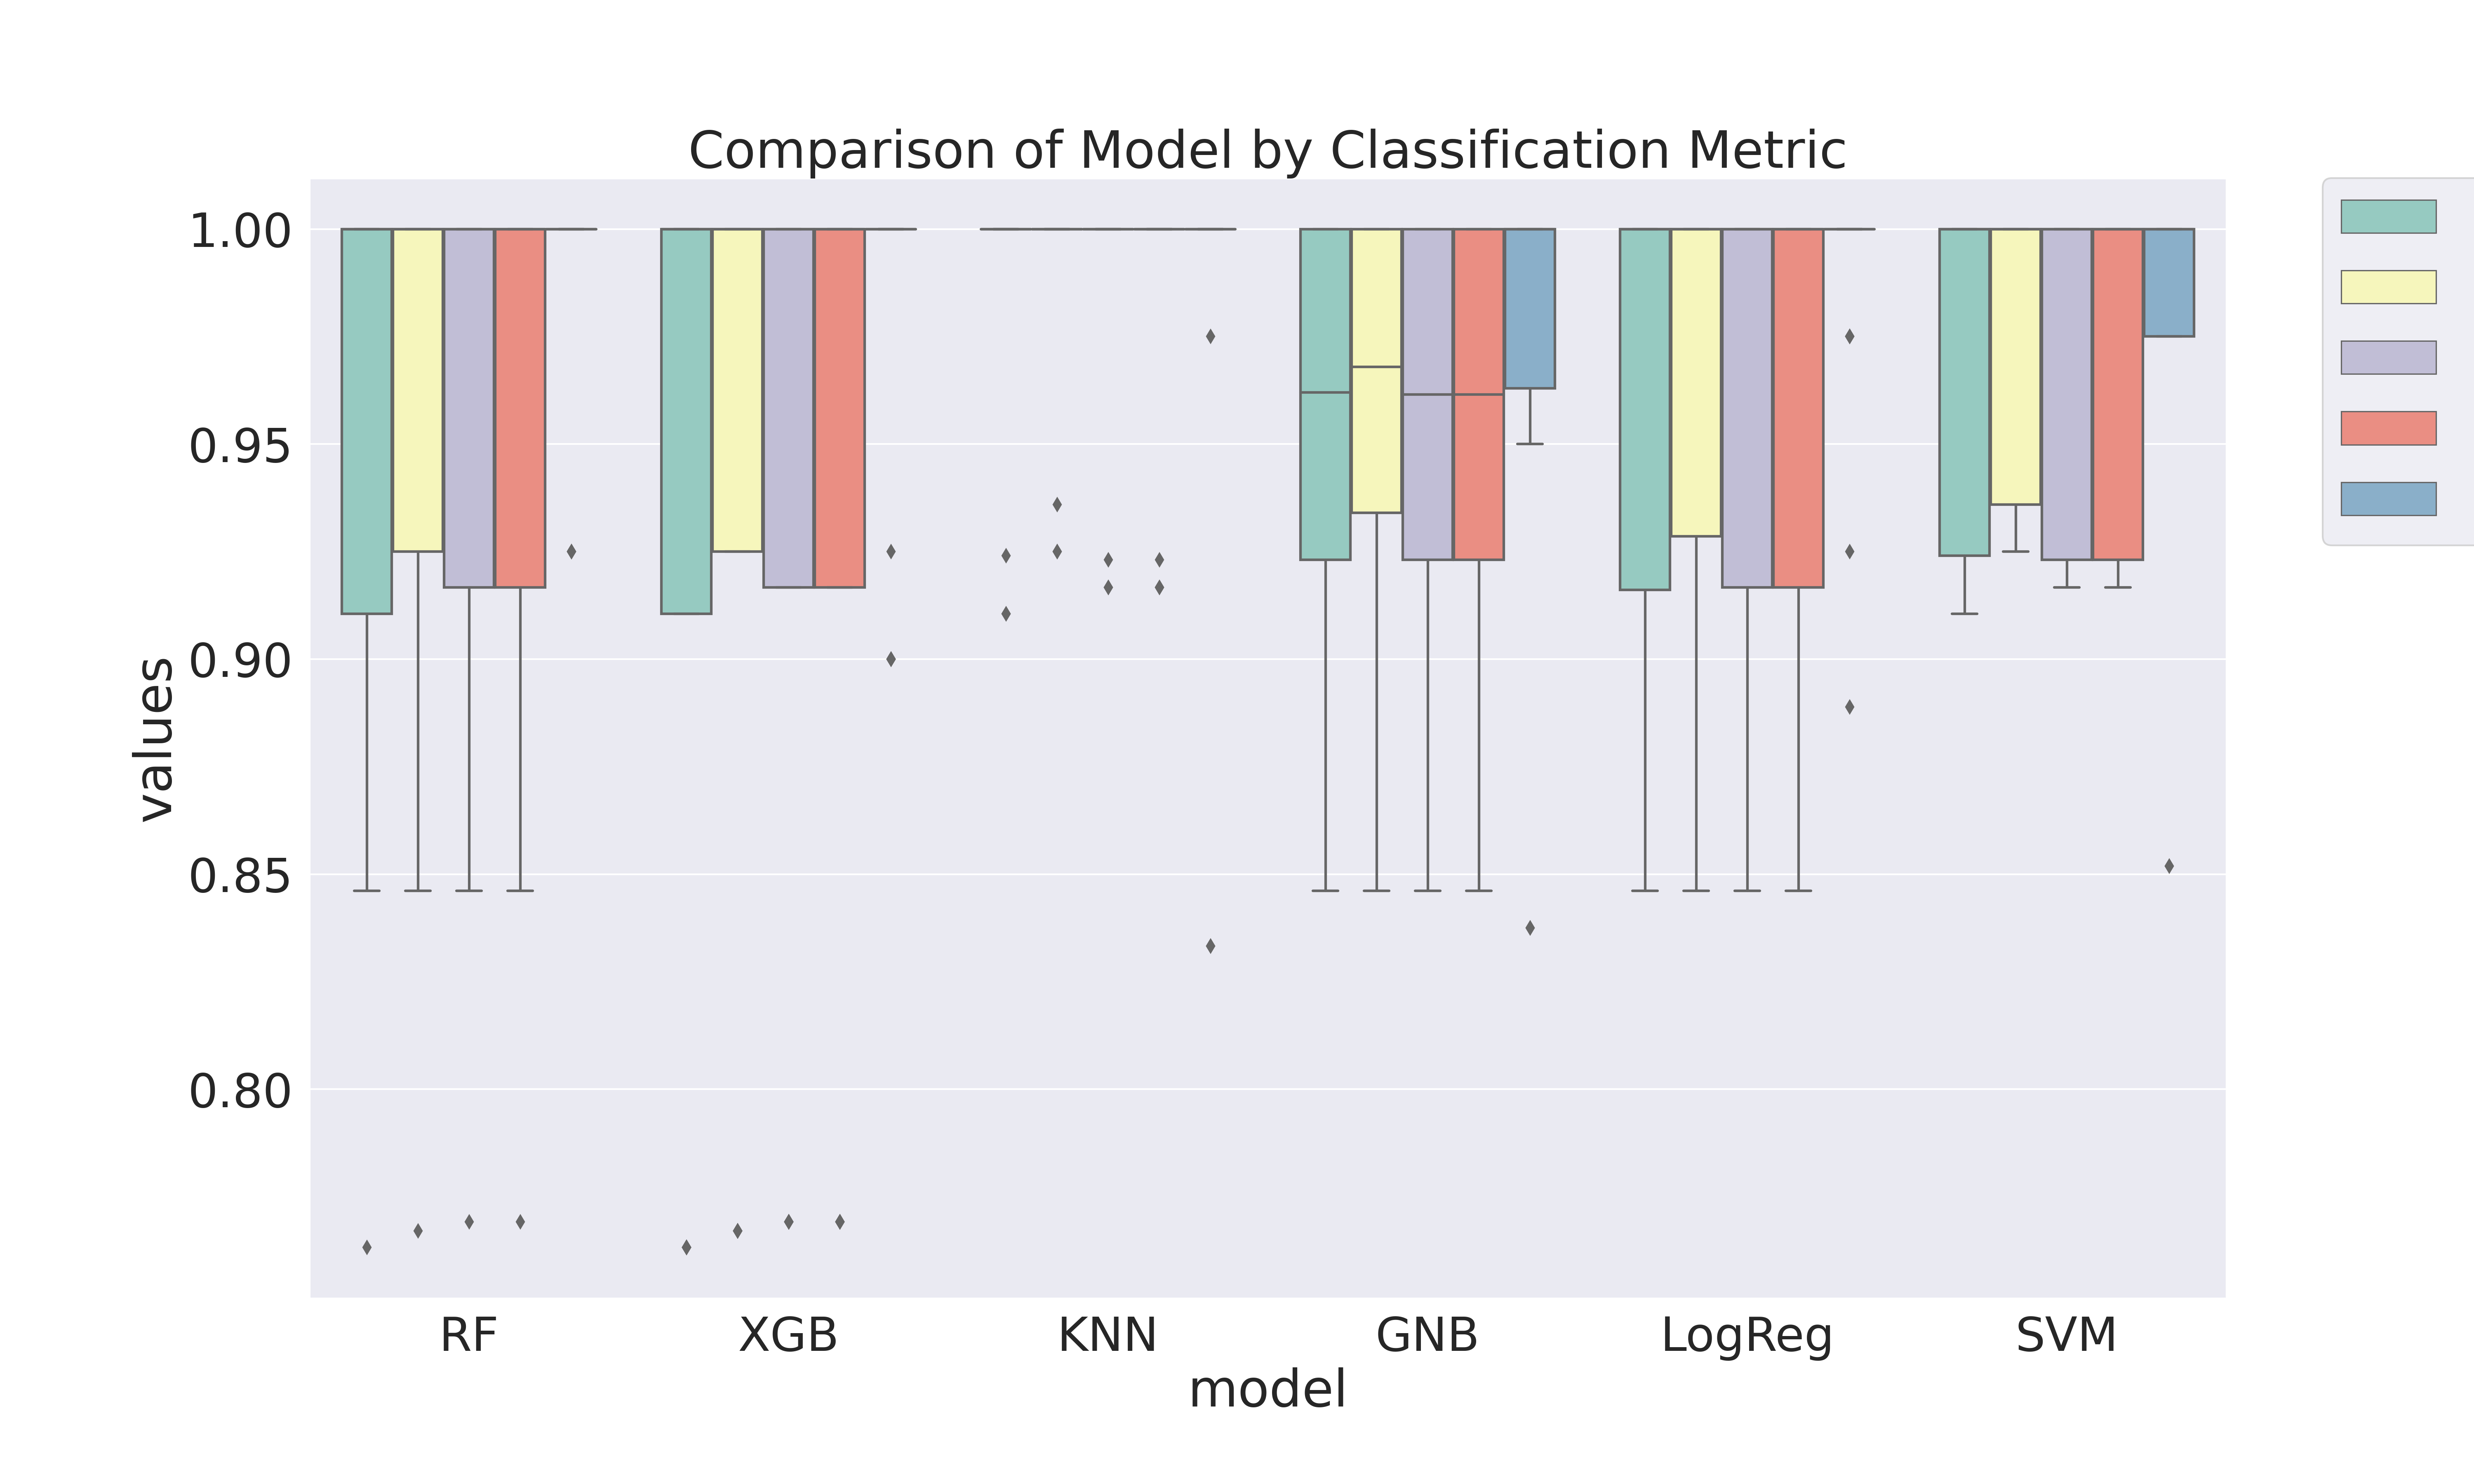 Comparison of Model by Classification Metric
1.00
0.95
0.90
0.85
0.80
values
RF XGB KNN GNB LogReg SVM
model